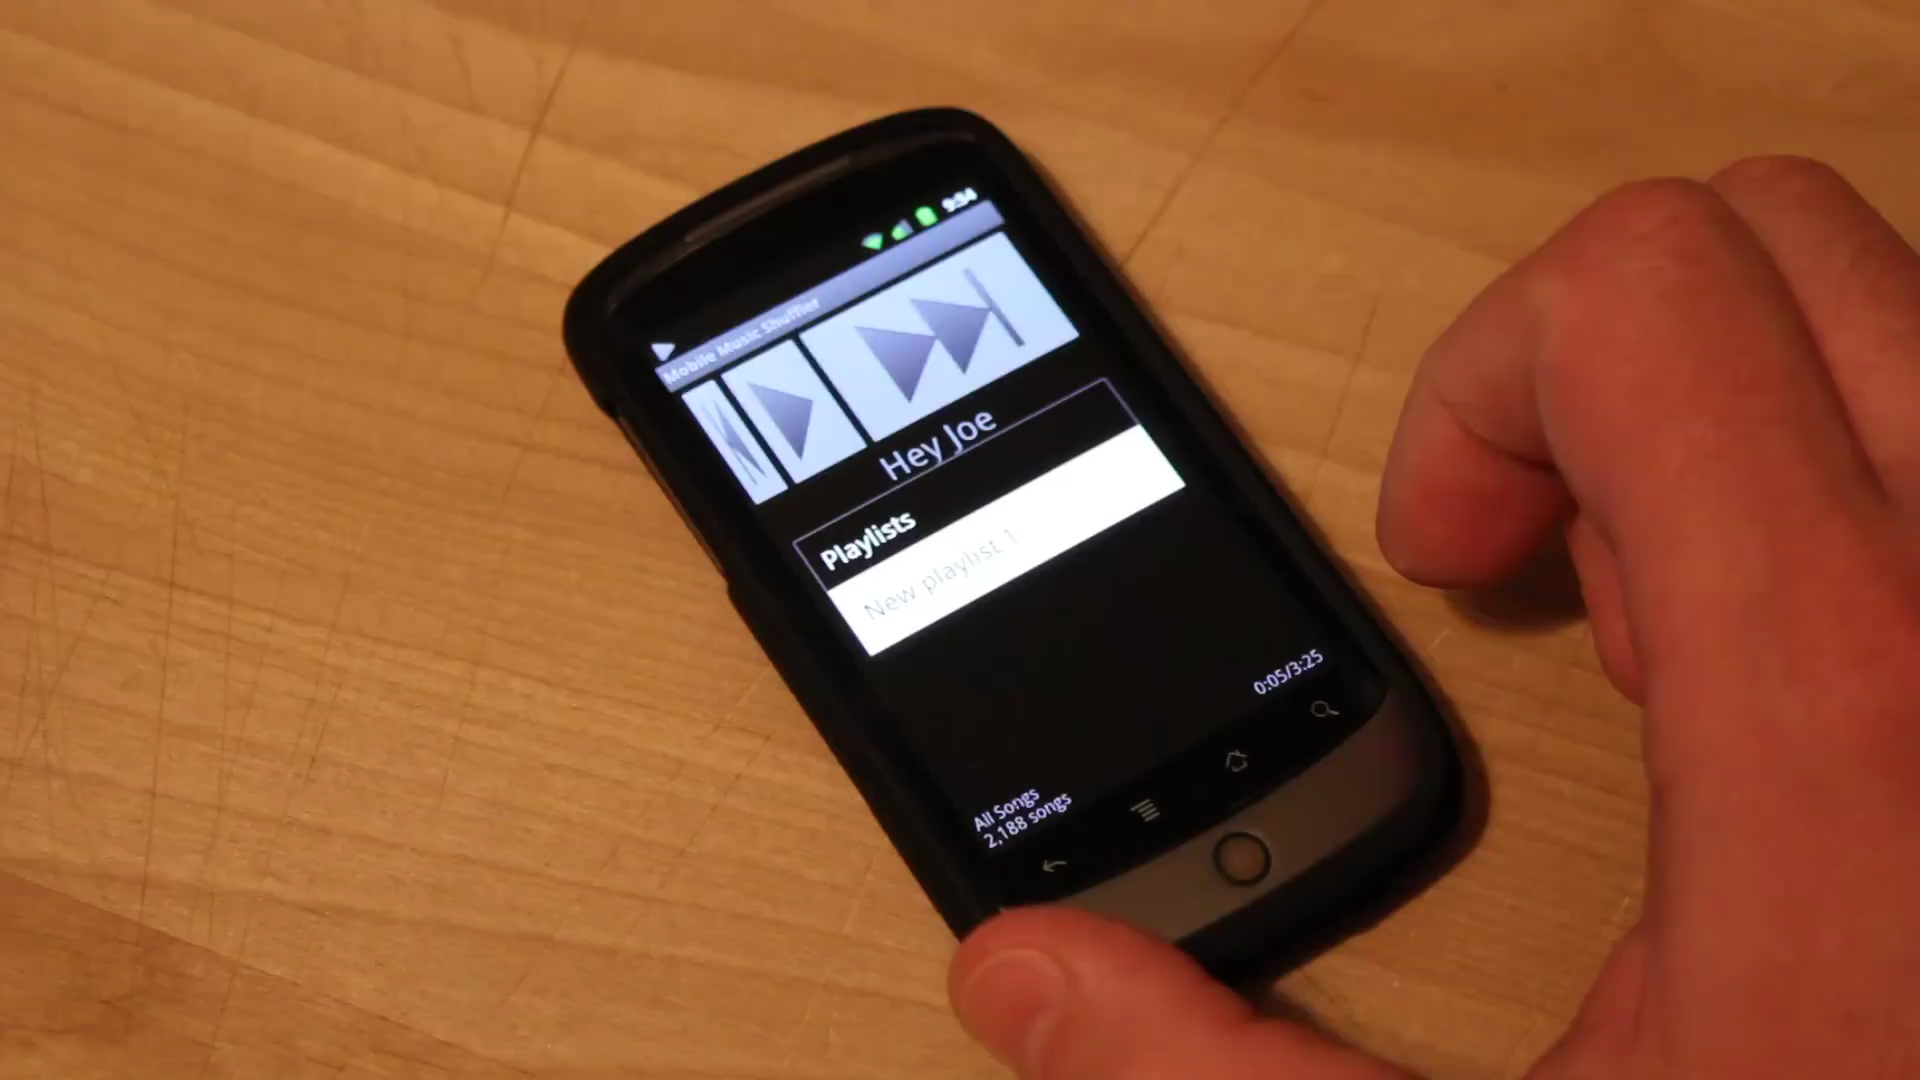 9:34
Mobile Music Shuffler
Hey Joe
Playlists
New playlist 1
0:05/3:25
All Songs
2,188 songs